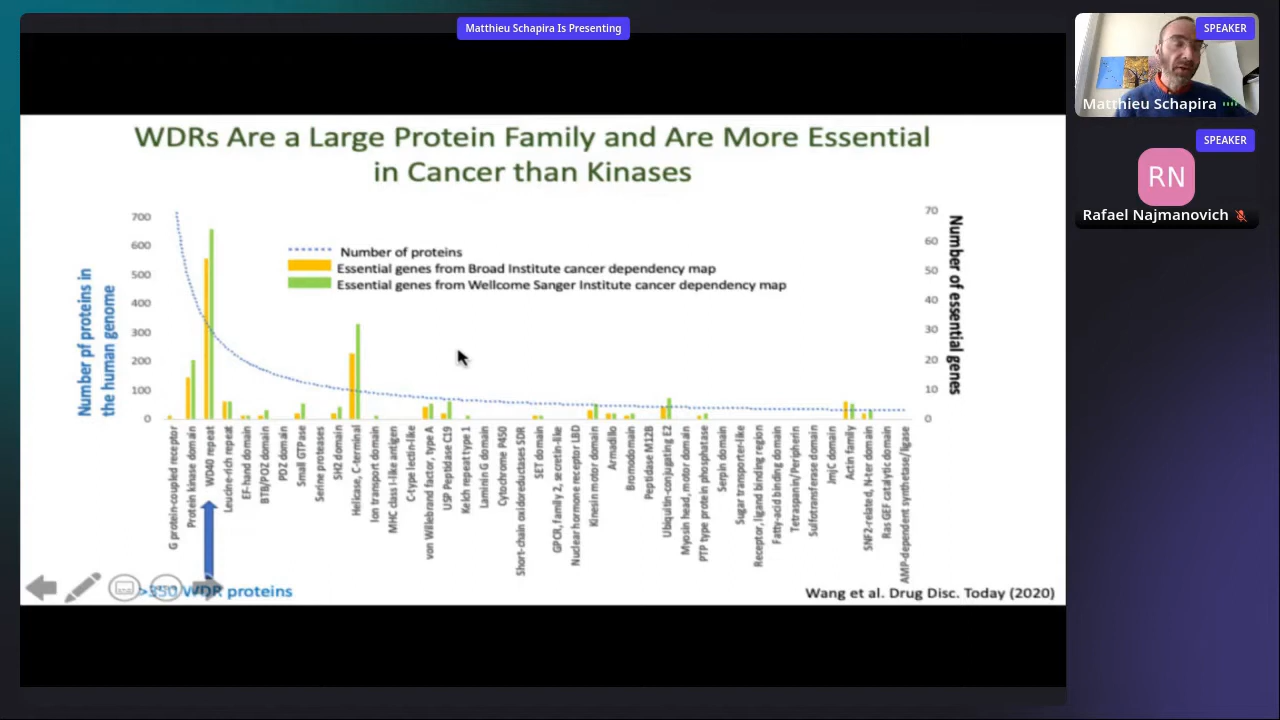 Matthieu Schapira Is Presenting
SPEAKER
Matthieu Schapira
SPEAKER
RN
Rafael Najmanovich
WDRs Are a Large Protein Family and Are More Essential
in Cancer than Kinases
Number of proteins
Essential genes from Broad Institute cancer dependency map
Essential genes from Wellcome Sanger Institute cancer dependency map
Number pf proteins in
the human genome
700
600
500
400
300
200
100
0
70
60
50
40
30
20
10
0
Number of essential genes
G protein-coupled receptor
Protein kinase domain
WD40 repeat
Leucine-rich repeat
EF-hand domain
BTB/POZ domain
PDZ domain
Small GTPase
Serine proteases
SH2 domain
Helicase, C-terminal
Ion transport domain
MHC class I-like antigen
C-type lectin-like
von Willebrand factor, type A
USP Peptidase C19
Kelch repeat type 1
Laminin G domain
Cytochrome P450
Short-chain oxidoreductases SDR
SET domain
GPCR, family 2, secretin-like
Nuclear hormone receptor LBD
Kinesin motor domain
Armadillo
Bromodomain
Peptidase M12B
Ubiquitin-conjugating E2
Myosin head, motor domain
PTP type protein phosphatase
Serpin domain
Sugar transporter-like
Receptor, ligand binding region
Fatty-acid binding domain
Tetraspanin/Peripherin
Sulfotransferase domain
JmjC domain
Actin family
SNF2-related, N-ter domain
Ras GEF catalytic domain
AMP-dependent synthetase/ligase
>350 WDR proteins
Wang et al. Drug Disc. Today (2020)